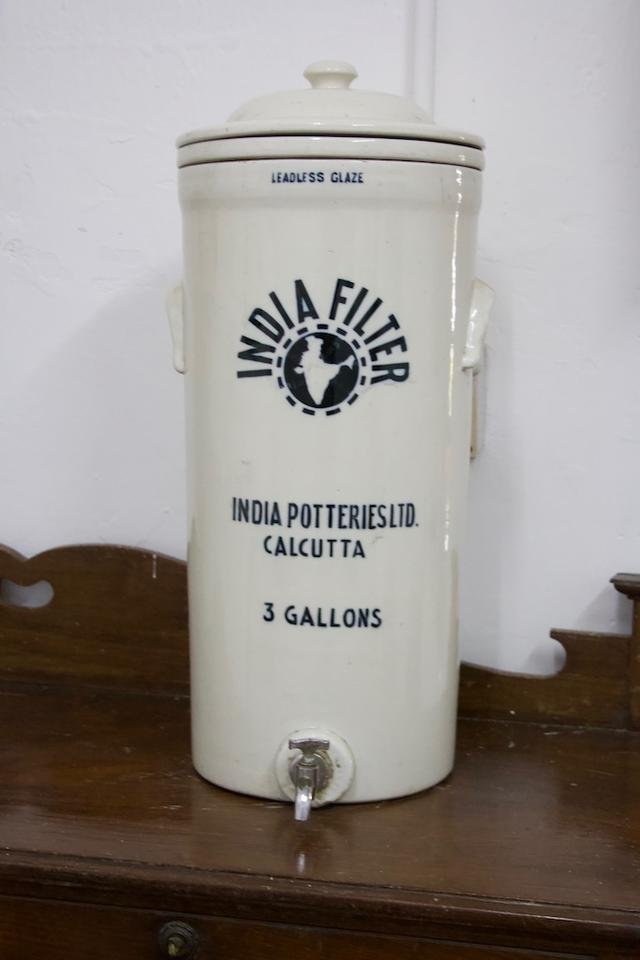 LEADLESS GLAZE
INDIA FILTER
INDIA POTTERIES LTD.
CALCUTTA
3 GALLONS